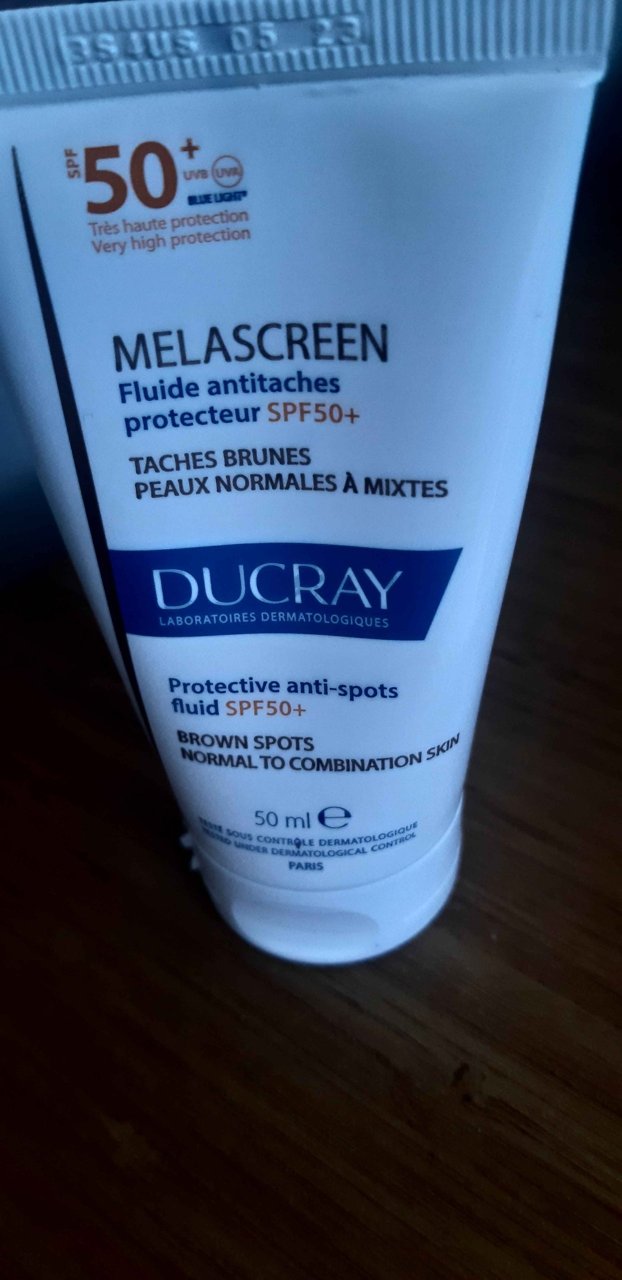 05 23
SPF 50+ UVB UVA
BLUE LIGHT
Très haute protection
Very high protection
MELASCREEN
Fluide antitaches
protecteur SPF50+
TACHES BRUNES
PEAUX NORMALES À MIXTES
DUCRAY
LABORATOIRES DERMATOLOGIQUES
Protective anti-spots
fluid SPF50+
BROWN SPOTS
NORMAL TO COMBINATION SKIN
50 ml e
TESTÉ SOUS CONTRÔLE DERMATOLOGIQUE
TESTED UNDER DERMATOLOGICAL CONTROL
PARIS